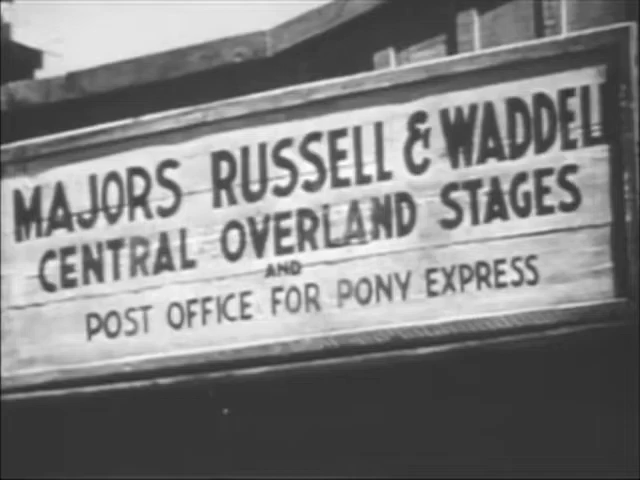 MAJORS RUSSELL & WADDELL
CENTRAL OVERLAND STAGES
AND
POST OFFICE FOR PONY EXPRESS